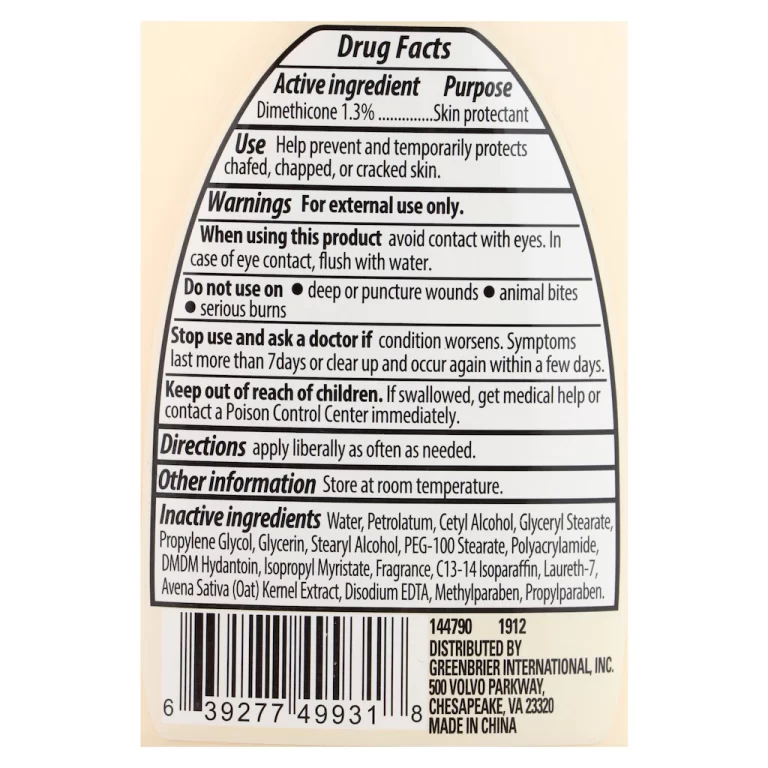 Drug Facts
Active ingredient Purpose
Dimethicone 1.3% ..............Skin protectant
Use Help prevent and temporarily protects
chafed, chapped, or cracked skin.
Warnings For external use only.
When using this product avoid contact with eyes. In
case of eye contact, flush with water.
Do not use on ● deep or puncture wounds ● animal bites
● serious burns
Stop use and ask a doctor if condition worsens. Symptoms
last more than 7days or clear up and occur again within a few days.
Keep out of reach of children. If swallowed, get medical help or
contact a Poison Control Center immediately.
Directions apply liberally as often as needed.
Other information Store at room temperature.
Inactive ingredients Water, Petrolatum, Cetyl Alcohol, Glyceryl Stearate,
Propylene Glycol, Glycerin, Stearyl Alcohol, PEG-100 Stearate, Polyacrylamide,
DMDM Hydantoin, Isopropyl Myristate, Fragrance, C13-14 Isoparaffin, Laureth-7,
Avena Sativa (Oat) Kernel Extract, Disodium EDTA, Methylparaben, Propylparaben.
6 39277 49931 8
144790 1912
DISTRIBUTED BY
GREENBRIER INTERNATIONAL, INC.
500 VOLVO PARKWAY,
CHESAPEAKE, VA 23320
MADE IN CHINA